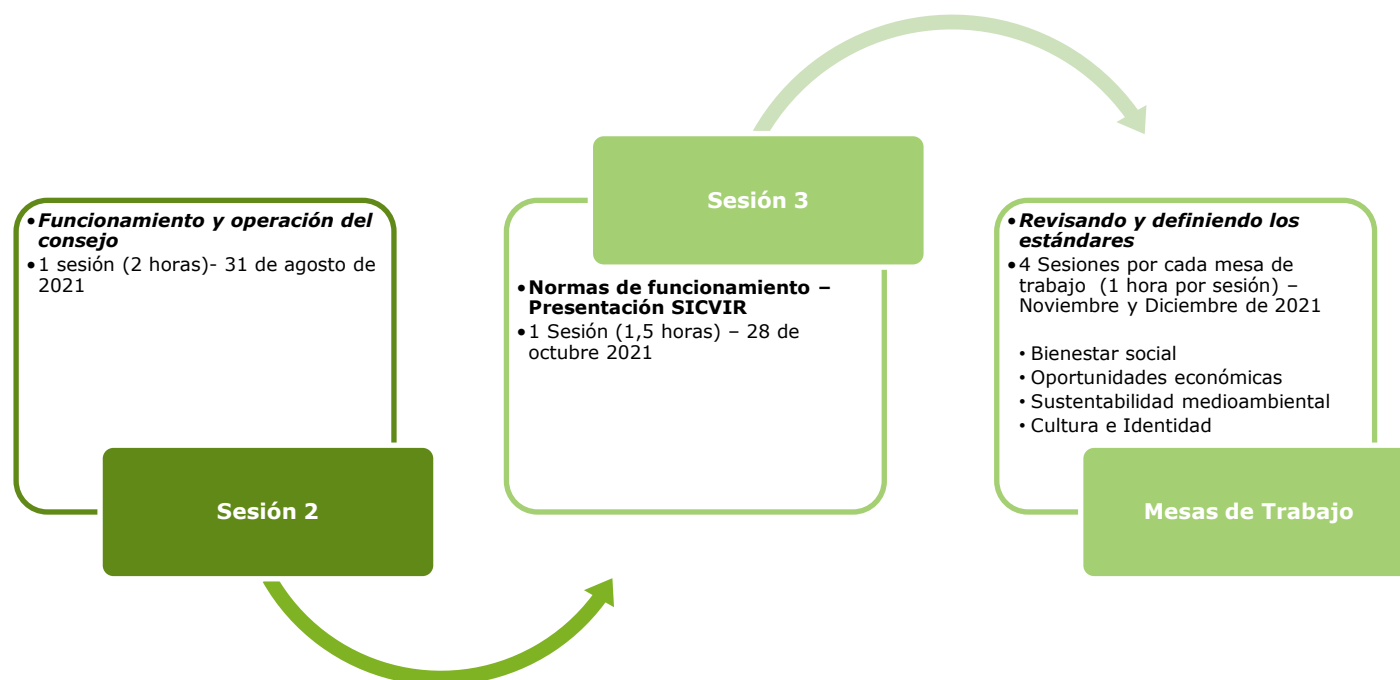 •Funcionamiento y operación del
consejo
•1 sesión (2 horas)- 31 de agosto de
2021
Sesión 2
Sesión 3
•Normas de funcionamiento –
Presentación SICVIR
•1 Sesión (1,5 horas) – 28 de
octubre 2021
•Revisando y definiendo los
estándares
•4 Sesiones por cada mesa de
trabajo (1 hora por sesión) –
Noviembre y Diciembre de 2021
• Bienestar social
• Oportunidades económicas
• Sustentabilidad medioambiental
• Cultura e Identidad
Mesas de Trabajo